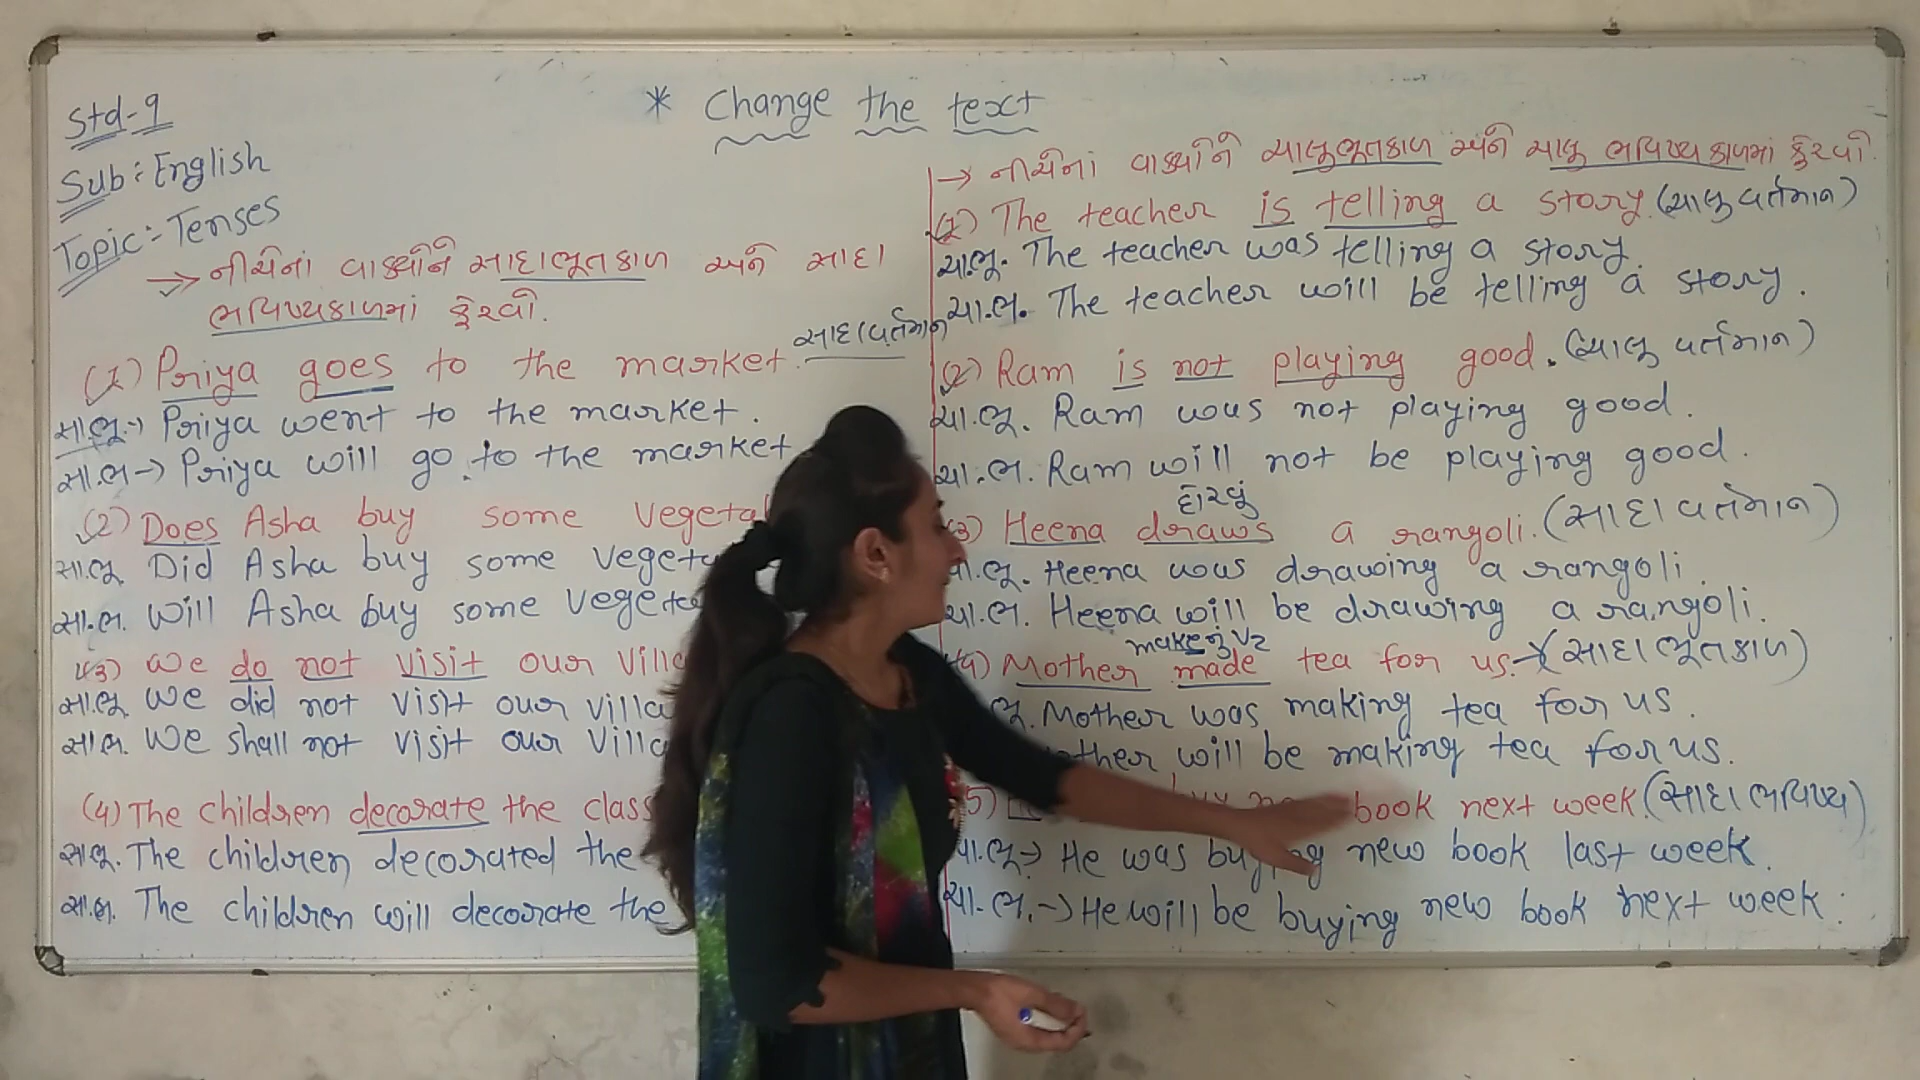 * Change the text
Std-9
Sub: English
Topic:- Tenses
→ નીચેનાં વાક્યોને સાદાભૂતકાળ અને સાદા
ભવિષ્યકાળમાં ફેરવો.
(1) Priya goes to the market. સાદા વર્તમાન
સા.ભૂ.-> Priya went to the market.
સા.ભ-> Priya will go to the market
(2) Does Asha buy some
સા.ભૂ. Did Asha buy some
સા.ભ. Will Asha buy some
(3) We do not visit our
સા.ભૂ. We did not visit our
સા.ભ. We shall not visit our
(4) The children decorate the
સા.ભૂ. The children decorated the
સા.ભ. The children will decorate the
→ નીચેનાં વાક્યોને ચાલુભૂતકાળ અને ચાલુ ભવિષ્ય કાળમાં ફેરવો.
(1) The teacher is telling a story. (ચાલુ વર્તમાન)
ચા.ભૂ. The teacher was telling a story.
ચા.ભ. The teacher will be telling a story.
(2) Ram is not playing good. (ચાલુ વર્તમાન)
ચા.ભૂ. Ram was not playing good.
ચા.ભ. Ram will not be playing good.
દોરવું
(3) Heena draws a rangoli. (સાદા વર્તમાન)
ચા.ભૂ. Heena was drawing a rangoli.
ચા.ભ. Heena will be drawing a rangoli.
makeનું V2
(4) Mother made tea for us. (સાદા ભૂતકાળ)
ભૂ. Mother was making tea for us.
will be making tea for us.
(5) book next week. (સાદા ભવિષ્ય)
ચા.ભૂ-> He was buying new book last week.
ચા.ભ.-> He will be buying new book next week.